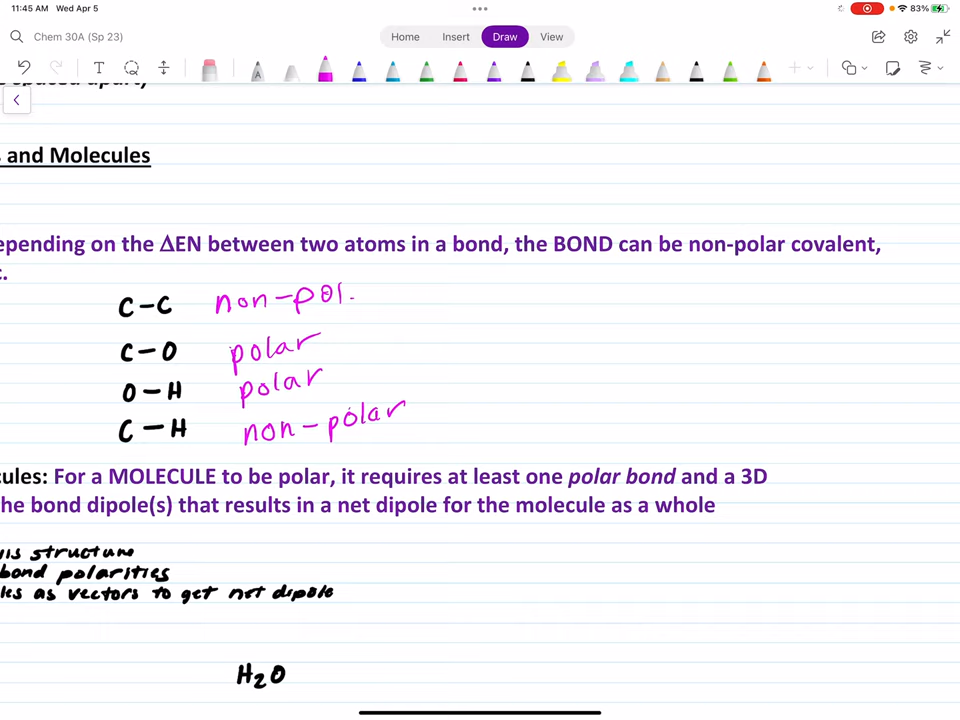 11:45 AM Wed Apr 5
83%
Chem 30A (Sp 23)
Home Insert Draw View
T
A
and Molecules
epending on the ΔEN between two atoms in a bond, the BOND can be non-polar covalent,
C-C non-pol.
C-O polar
O-H polar
C-H non-polar
cules: For a MOLECULE to be polar, it requires at least one polar bond and a 3D
the bond dipole(s) that results in a net dipole for the molecule as a whole
structure
bond polarities
as vectors to get net dipole
H₂O